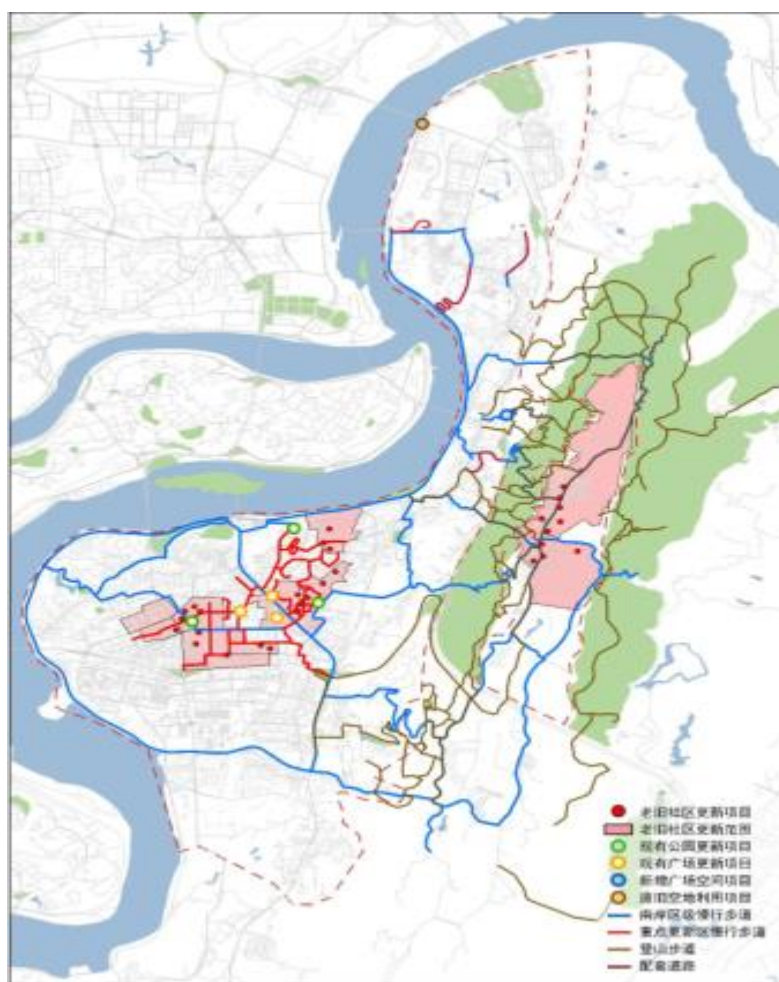 老旧社区更新项目
老旧社区更新范围
现有公园更新项目
现有广场更新项目
新增广场空间项目
废旧空地利用项目
南岸区级慢行步道
重点更新区慢行步道
登山步道
配套道路